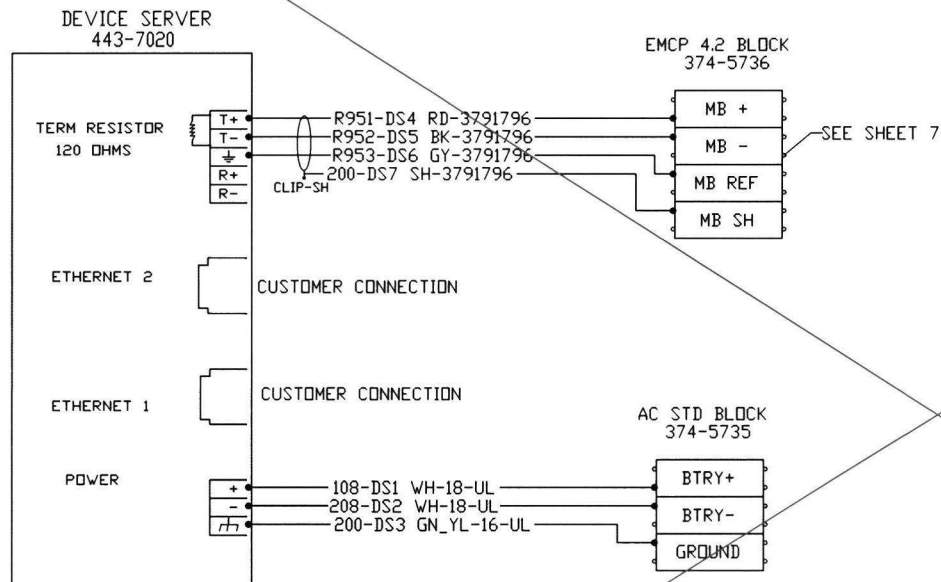 DEVICE SERVER
443-7020
EMCP 4.2 BLOCK
374-5736
TERM RESISTOR
120 OHMS
T+
T-
R+
R-
R951-DS4 RD-3791796
R952-DS5 BK-3791796
R953-DS6 GY-3791796
200-DS7 SH-3791796
CLIP-SH
MB +
MB -
MB REF
MB SH
SEE SHEET 7
ETHERNET 2
CUSTOMER CONNECTION
ETHERNET 1
CUSTOMER CONNECTION
AC STD BLOCK
374-5735
POWER
+
-
108-DS1 WH-18-UL
208-DS2 WH-18-UL
200-DS3 GN_YL-16-UL
BTRY+
BTRY-
GROUND